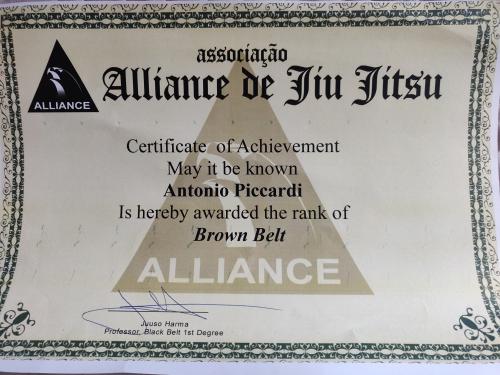 associação
Alliance de Jiu Jitsu
ALLIANCE
Certificate of Achievement
May it be known
Antonio Piccardi
Is hereby awarded the rank of
Brown Belt
ALLIANCE
Juuso Harma
Professor, Black Belt 1st Degree